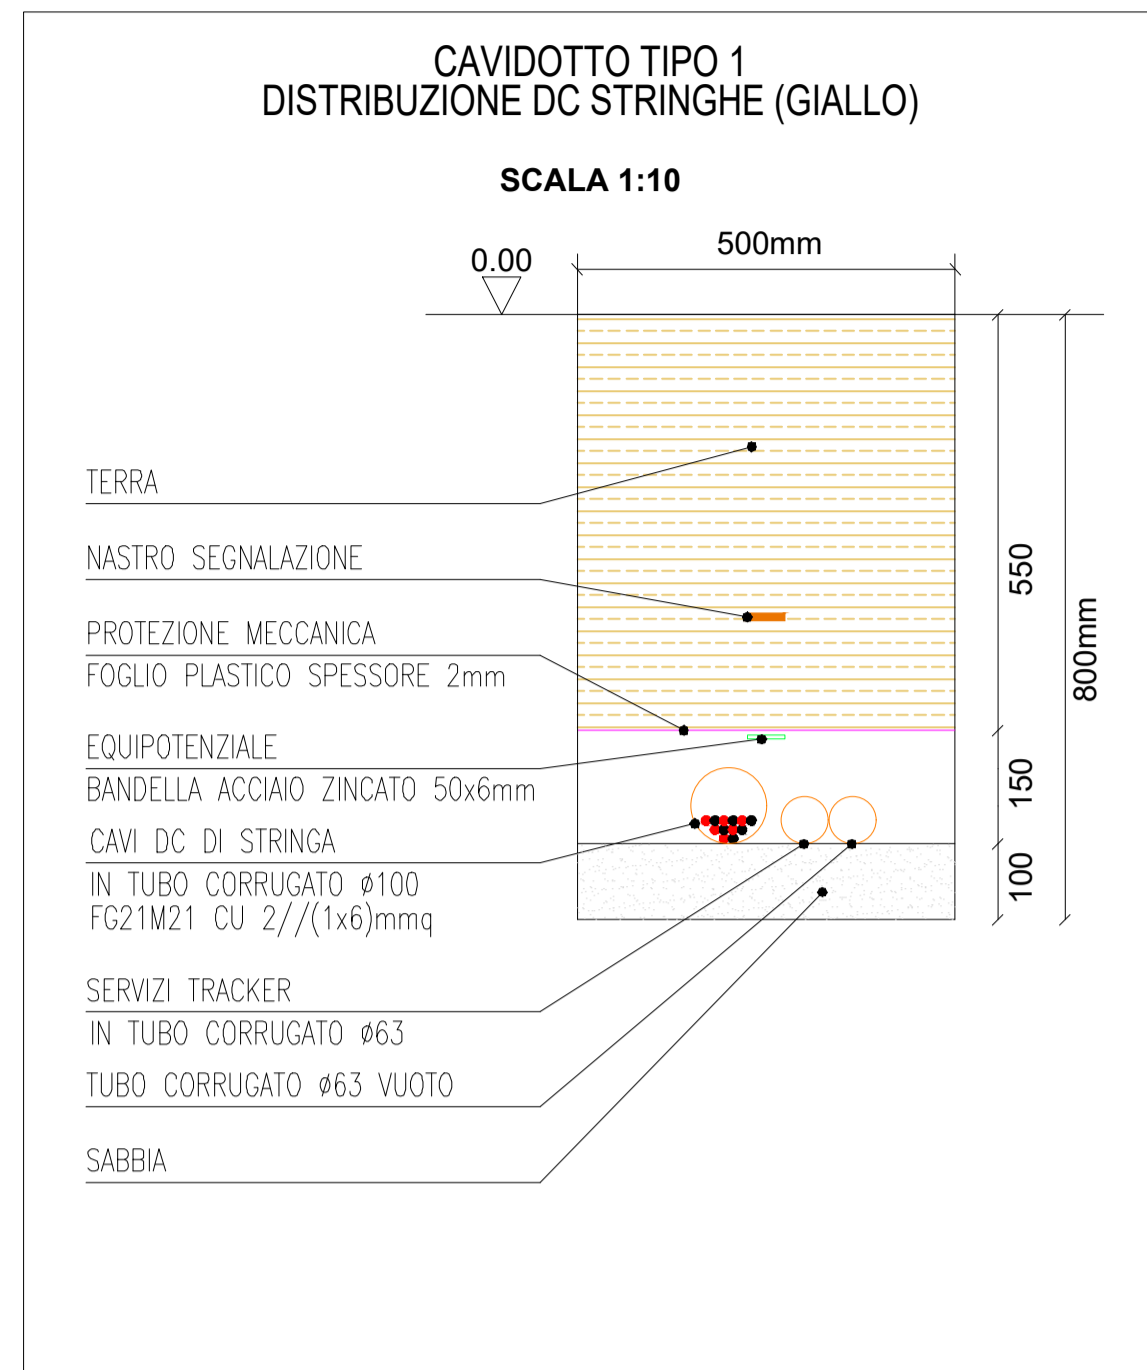 CAVIDOTTO TIPO 1
DISTRIBUZIONE DC STRINGHE (GIALLO)
SCALA 1:10
0.00
500mm
TERRA
NASTRO SEGNALAZIONE
PROTEZIONE MECCANICA
FOGLIO PLASTICO SPESSORE 2mm
EQUIPOTENZIALE
BANDELLA ACCIAIO ZINCATO 50x6mm
CAVI DC DI STRINGA
IN TUBO CORRUGATO ø100
FG21M21 CU 2//(1x6)mmq
SERVIZI TRACKER
IN TUBO CORRUGATO ø63
TUBO CORRUGATO ø63 VUOTO
SABBIA
550
150
100
800mm